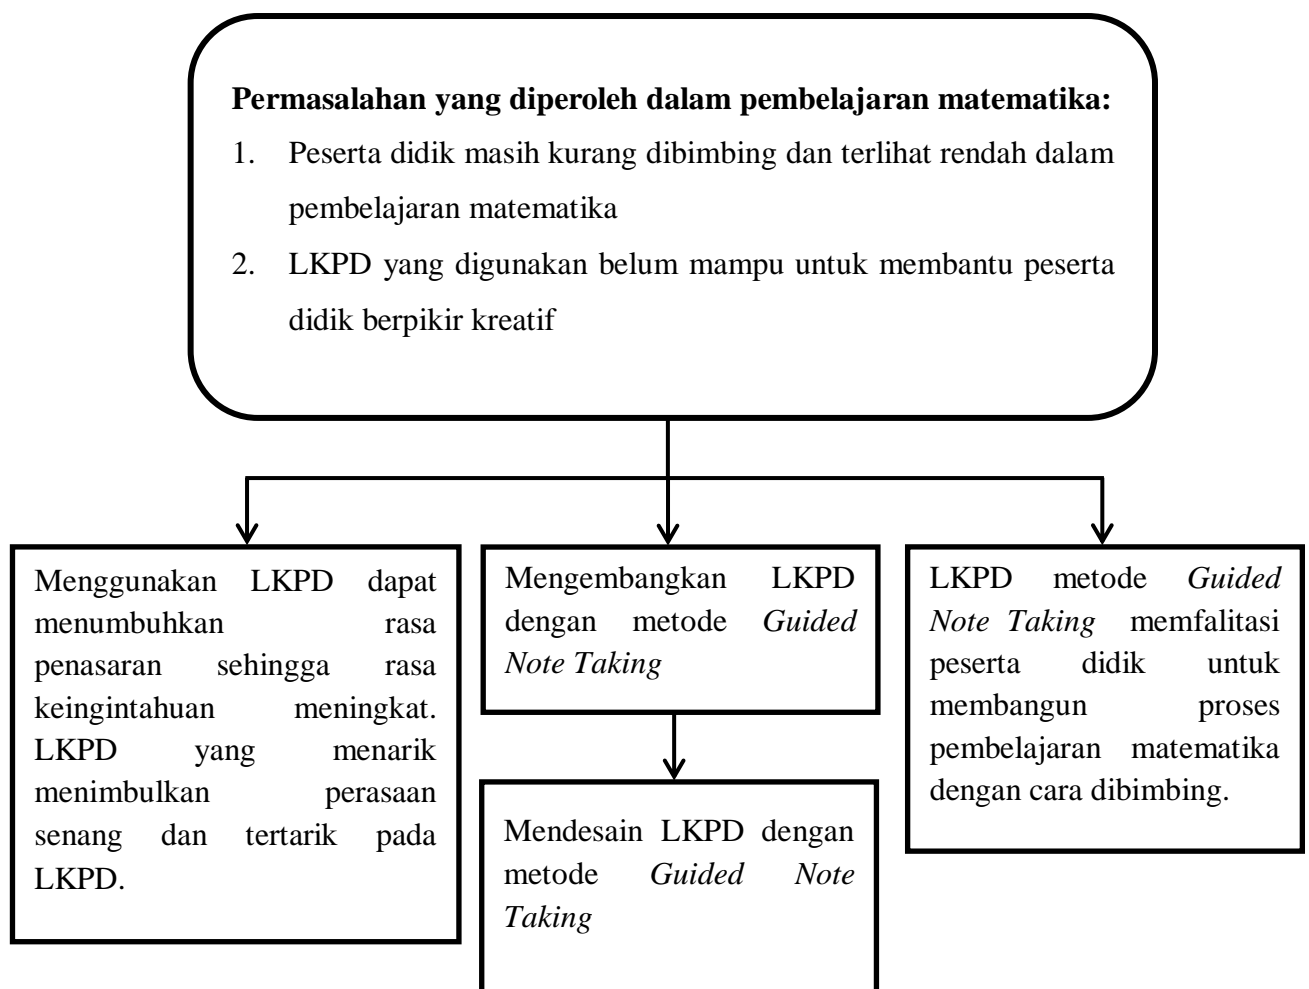 Permasalahan yang diperoleh dalam pembelajaran matematika:
1. Peserta didik masih kurang dibimbing dan terlihat rendah dalam
pembelajaran matematika
2. LKPD yang digunakan belum mampu untuk membantu peserta
didik berpikir kreatif
Menggunakan LKPD dapat
menumbuhkan rasa
penasaran sehingga rasa
keingintahuan meningkat.
LKPD yang menarik
menimbulkan perasaan
senang dan tertarik pada
LKPD.
Mengembangkan LKPD
dengan metode Guided
Note Taking
LKPD metode Guided
Note Taking memfalitasi
peserta didik untuk
membangun proses
pembelajaran matematika
dengan cara dibimbing.
Mendesain LKPD dengan
metode Guided Note
Taking